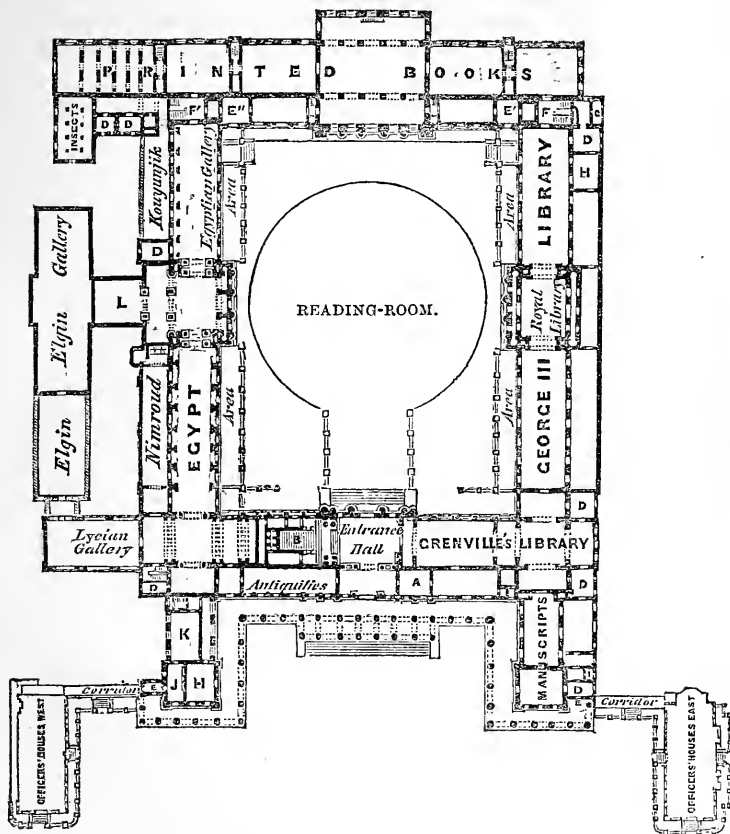 PRINTED BOOKS
F' E" E' F
INSECTS
D D
D
H
Kouyunjik
Egyptian Gallery
Area
Area
LIBRARY
D
Elgin Gallery
L
READING-ROOM.
Royal
Library
Elgin
Nimroud
EGYPT
Area
Area
GEORGE III
D
Lycian
Gallery
B
Entrance
Hall
GRENVILLE'S LIBRARY
D
Antiquities
A
D
K
MANUSCRIPTS
J H
D
Corridor
Corridor
OFFICERS' HOUSES WEST
OFFICERS' HOUSES EAST